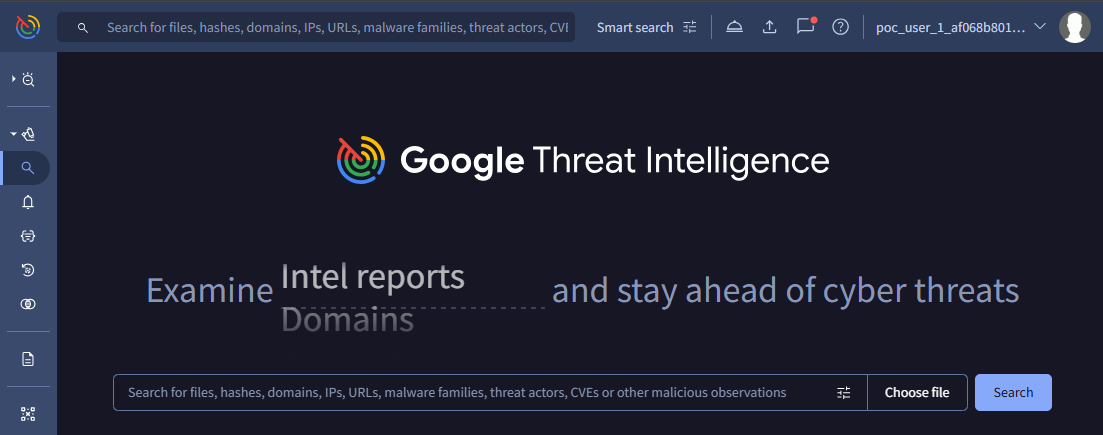 Search for files, hashes, domains, IPs, URLs, malware families, threat actors, CVE
Smart search
poc_user_1_af068b801...
Google Threat Intelligence
Examine Intel reports and stay ahead of cyber threats
Domains
Search for files, hashes, domains, IPs, URLs, malware families, threat actors, CVEs or other malicious observations
Choose file
Search